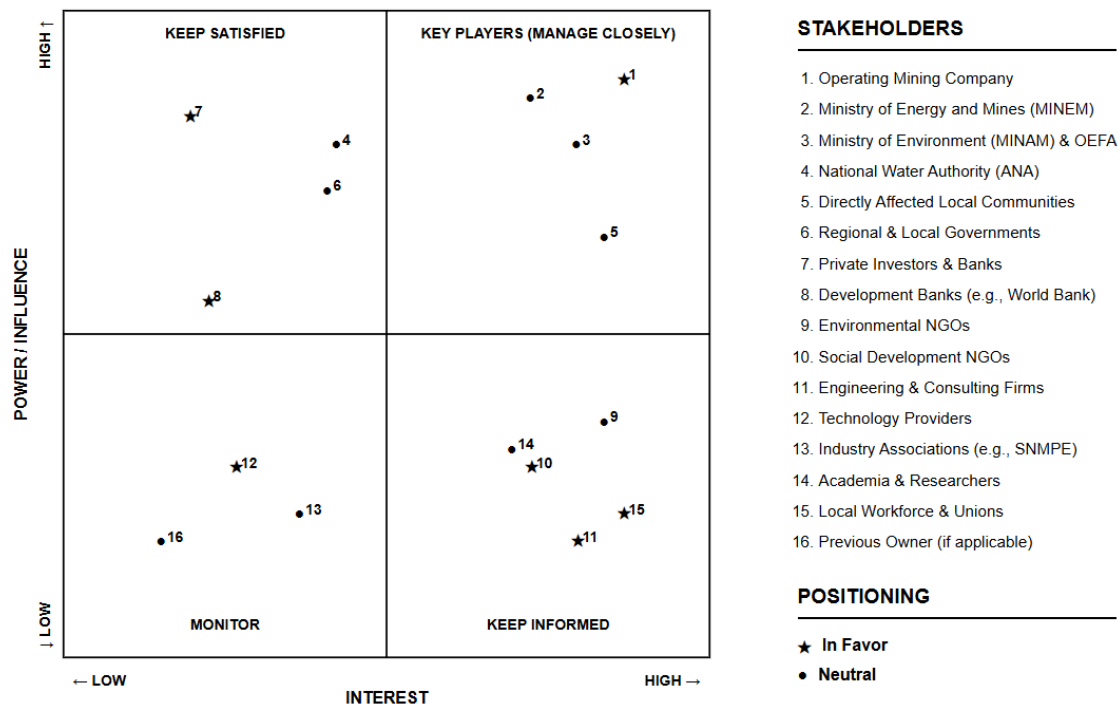 HIGH ↑
KEEP SATISFIED
KEY PLAYERS (MANAGE CLOSELY)
1
2
7
3
4
6
5
8
POWER / INFLUENCE
9
14
10
12
13
15
11
16
MONITOR
KEEP INFORMED
↓ LOW
← LOW
HIGH →
INTEREST
STAKEHOLDERS
1. Operating Mining Company
2. Ministry of Energy and Mines (MINEM)
3. Ministry of Environment (MINAM) & OEFA
4. National Water Authority (ANA)
5. Directly Affected Local Communities
6. Regional & Local Governments
7. Private Investors & Banks
8. Development Banks (e.g., World Bank)
9. Environmental NGOs
10. Social Development NGOs
11. Engineering & Consulting Firms
12. Technology Providers
13. Industry Associations (e.g., SNMPE)
14. Academia & Researchers
15. Local Workforce & Unions
16. Previous Owner (if applicable)
POSITIONING
★ In Favor
● Neutral